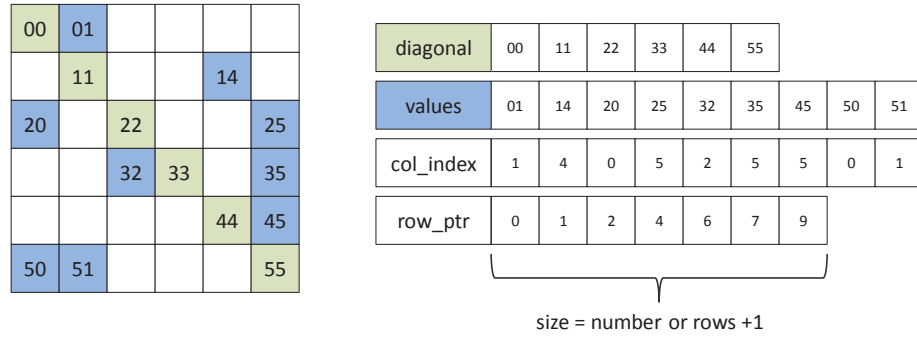 00 01
11 14
20 22 25
32 33 35
44 45
50 51 55
diagonal 00 11 22 33 44 55
values 01 14 20 25 32 35 45 50 51
col_index 1 4 0 5 2 5 5 0 1
row_ptr 0 1 2 4 6 7 9
size = number or rows +1